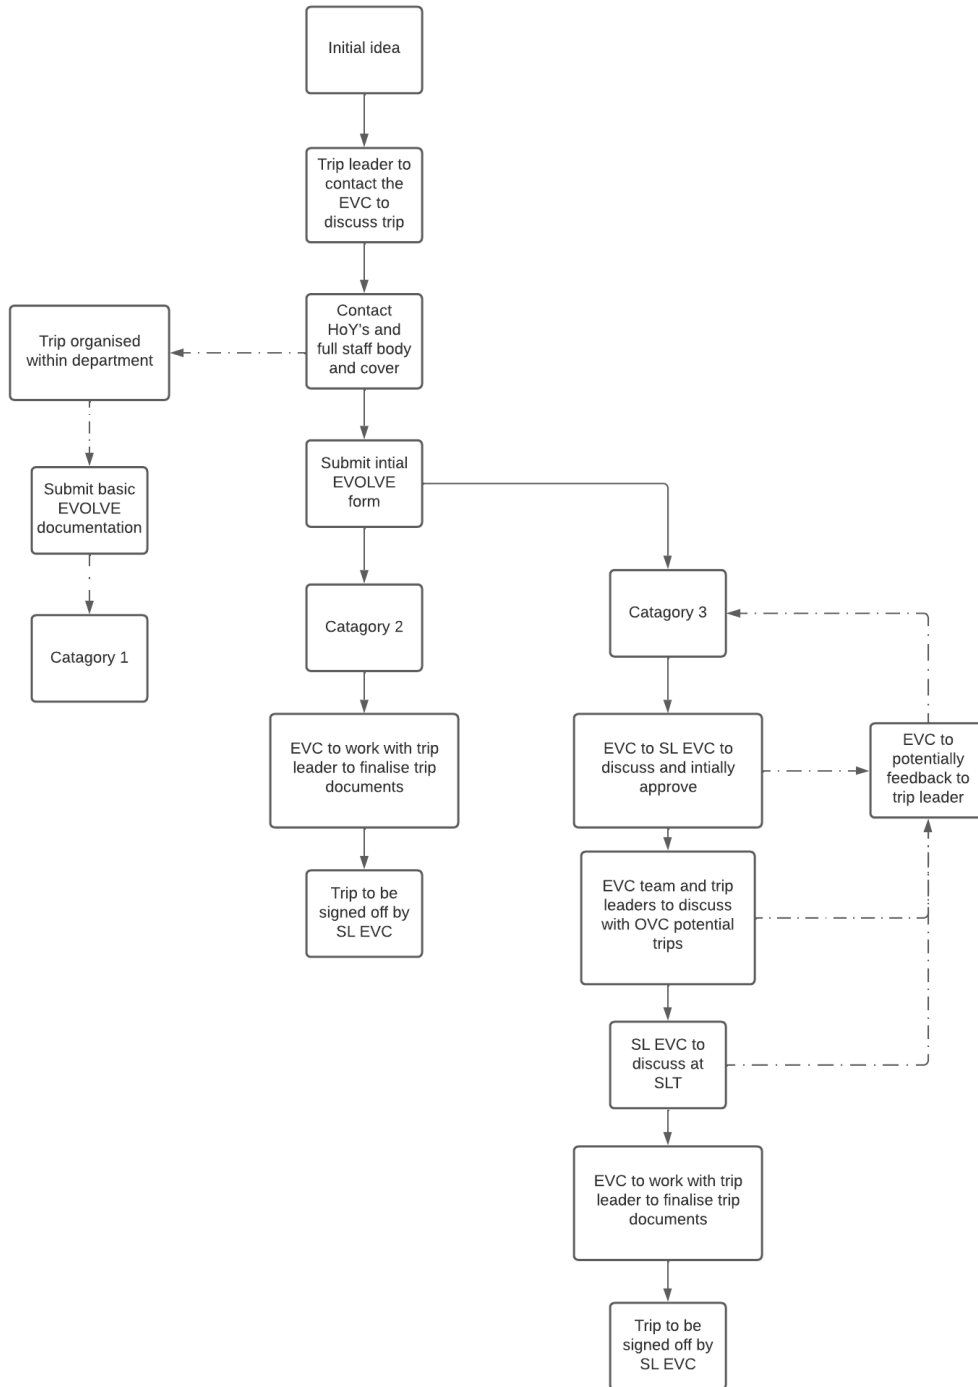 Initial idea
Trip leader to
contact the
EVC to
discuss trip
Contact
HoY's and
full staff body
and cover
Trip organised
within department
Submit basic
EVOLVE
documentation
Catagory 1
Submit intial
EVOLVE
form
Catagory 2
EVC to work with trip
leader to finalise trip
documents
Trip to be
signed off by
SL EVC
Catagory 3
EVC to SL EVC to
discuss and intially
approve
EVC to
potentially
feedback to
trip leader
EVC team and trip
leaders to discuss
with OVC potential
trips
SL EVC to
discuss at
SLT
EVC to work with trip
leader to finalise trip
documents
Trip to be
signed off by
SL EVC